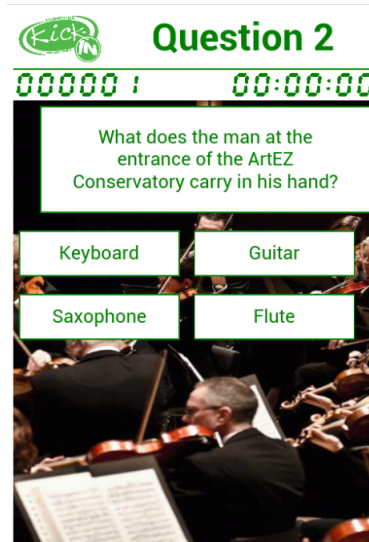 Kick
IN
Question 2
000001 00:00:00
What does the man at the
entrance of the ArtEZ
Conservatory carry in his hand?
Keyboard Guitar
Saxophone Flute